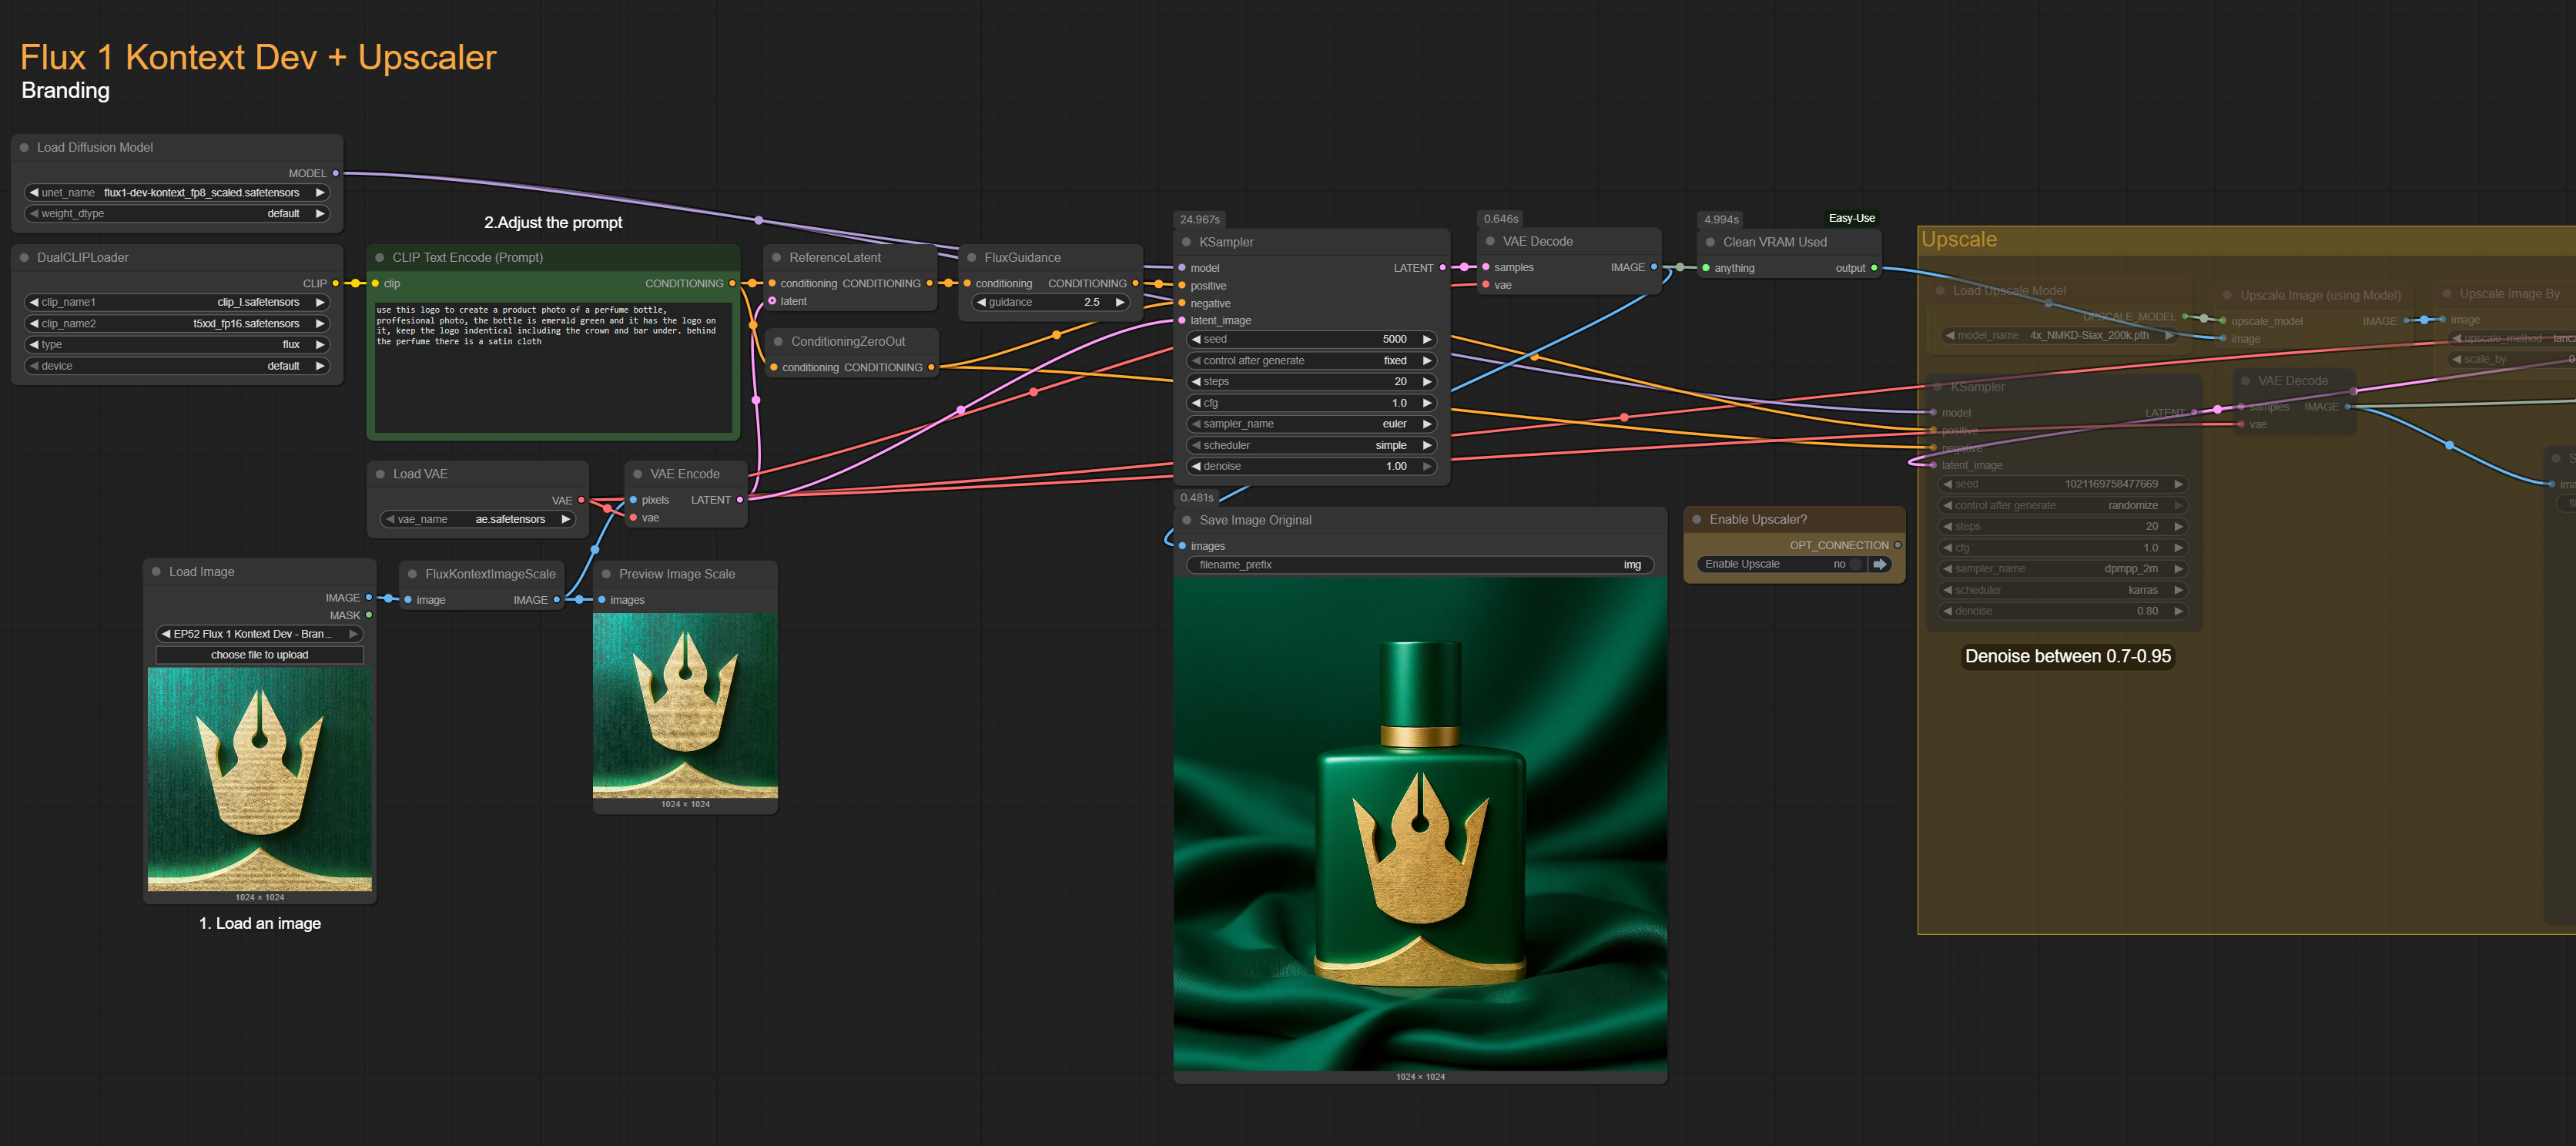 Flux 1 Kontext Dev + Upscaler
Branding
Load Diffusion Model
MODEL
unet_name flux1-dev-kontext_fp8_scaled.safetensors
weight_dtype default
DualCLIPLoader
CLIP
clip_name1 clip_l.safetensors
clip_name2 t5xxl_fp16.safetensors
type flux
device default
2.Adjust the prompt
CLIP Text Encode (Prompt)
clip CONDITIONING
use this logo to create a product photo of a perfume bottle,
proffesional photo, the bottle is emerald green and it has the logo on
it, keep the logo indentical including the crown and bar under. behind
the perfume there is a satin cloth
ReferenceLatent
conditioning CONDITIONING
latent
FluxGuidance
conditioning CONDITIONING
guidance 2.5
ConditioningZeroOut
conditioning CONDITIONING
Load VAE
VAE
vae_name ae.safetensors
VAE Encode
pixels LATENT
vae
Load Image
IMAGE
MASK
EP52 Flux 1 Kontext Dev - Bran...
choose file to upload
1024 × 1024
1. Load an image
FluxKontextImageScale
image IMAGE
Preview Image Scale
images
1024 × 1024
24.967s
KSampler
model LATENT
positive
negative
latent_image
seed 5000
control after generate fixed
steps 20
cfg 1.0
sampler_name euler
scheduler simple
denoise 1.00
0.646s
VAE Decode
samples IMAGE
vae
4.994s
Easy-Use
Clean VRAM Used
anything output
0.481s
Save Image Original
images
filename_prefix img
1024 × 1024
Enable Upscaler?
OPT_CONNECTION
Enable Upscale no
Upscale
Load Upscale Model
UPSCALE_MODEL
model_name 4x_NMKD-Siax_200k.pth
Upscale Image (using Model)
upscale_model IMAGE
image
Upscale Image By
image
upscale_method lanc
scale_by 0
KSampler
model LATENT
positive
negative
latent_image
seed 1021169758477669
control after generate randomize
steps 20
cfg 1.0
sampler_name dpmpp_2m
scheduler karras
denoise 0.80
VAE Decode
samples IMAGE
vae
Denoise between 0.7-0.95